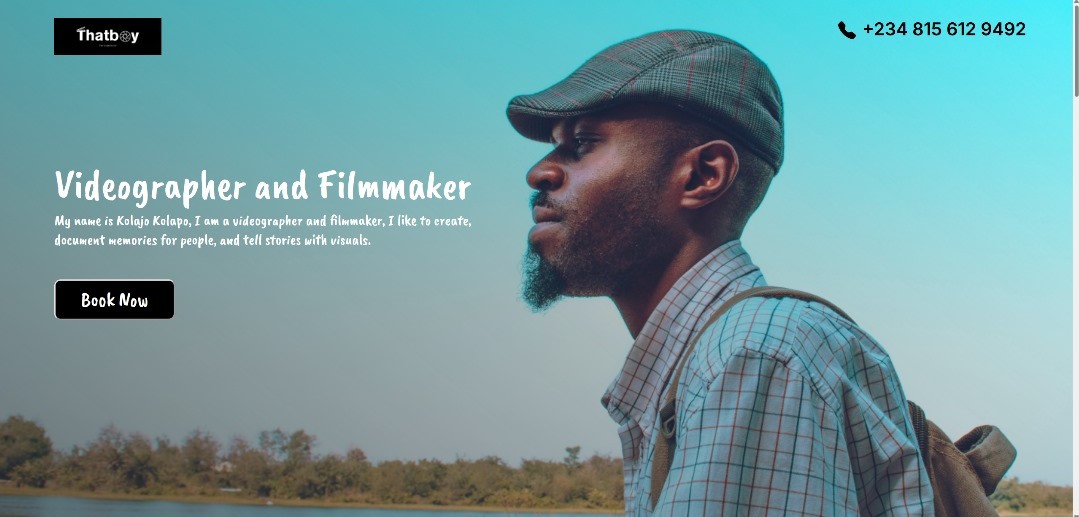 Thatboy
+234 815 612 9492
Videographer and Filmmaker
My name is Kolajo Kolapo, I am a videographer and filmmaker, I like to create,
document memories for people, and tell stories with visuals.
Book Now